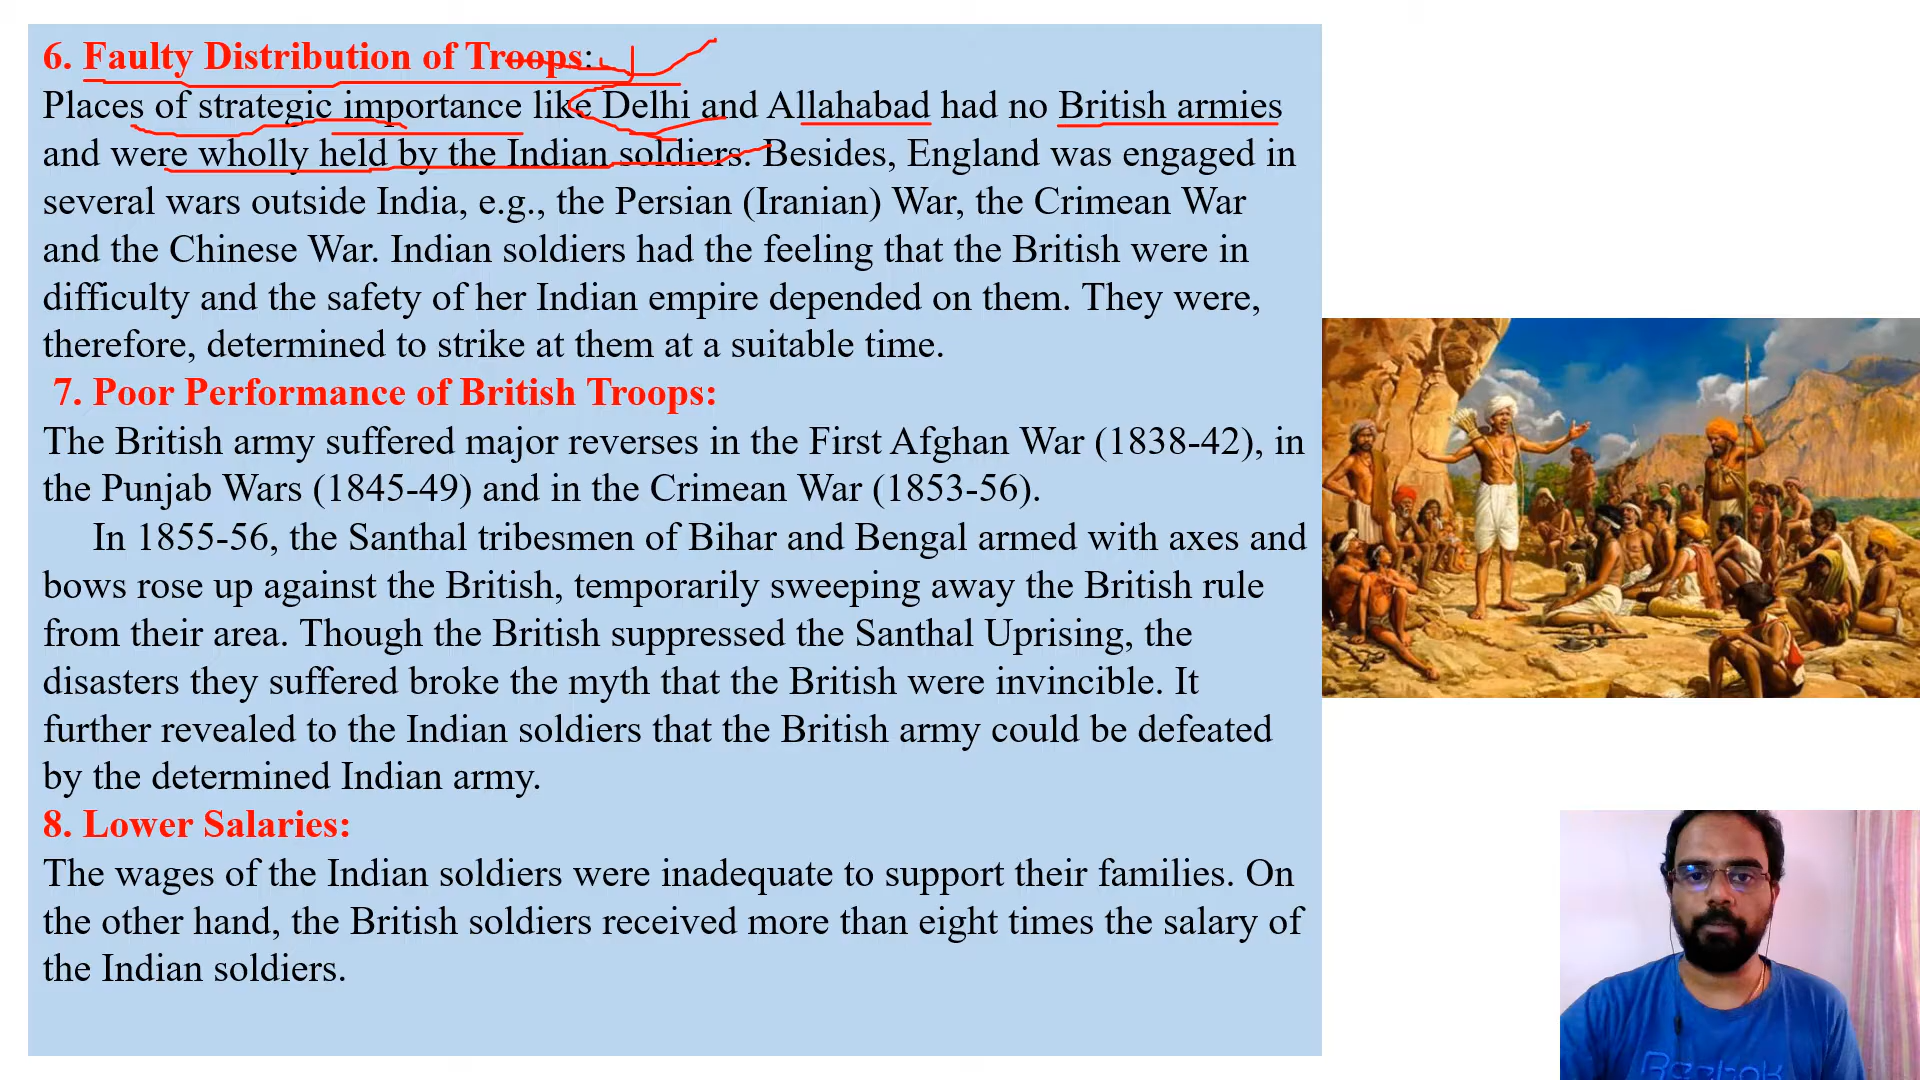 6. Faulty Distribution of Troops:
Places of strategic importance like Delhi and Allahabad had no British armies
and were wholly held by the Indian soldiers. Besides, England was engaged in
several wars outside India, e.g., the Persian (Iranian) War, the Crimean War
and the Chinese War. Indian soldiers had the feeling that the British were in
difficulty and the safety of her Indian empire depended on them. They were,
therefore, determined to strike at them at a suitable time.
7. Poor Performance of British Troops:
The British army suffered major reverses in the First Afghan War (1838-42), in
the Punjab Wars (1845-49) and in the Crimean War (1853-56).
In 1855-56, the Santhal tribesmen of Bihar and Bengal armed with axes and
bows rose up against the British, temporarily sweeping away the British rule
from their area. Though the British suppressed the Santhal Uprising, the
disasters they suffered broke the myth that the British were invincible. It
further revealed to the Indian soldiers that the British army could be defeated
by the determined Indian army.
8. Lower Salaries:
The wages of the Indian soldiers were inadequate to support their families. On
the other hand, the British soldiers received more than eight times the salary of
the Indian soldiers.
Reebok